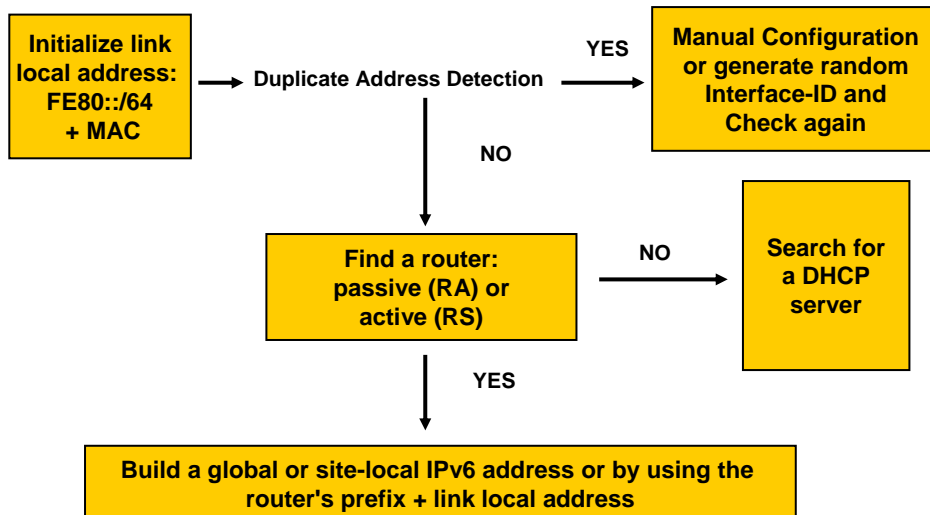 Initialize link
local address:
FE80::/64
+ MAC
Duplicate Address Detection
YES
Manual Configuration
or generate random
Interface-ID and
Check again
NO
Find a router:
passive (RA) or
active (RS)
NO
Search for
a DHCP
server
YES
Build a global or site-local IPv6 address or by using the
router's prefix + link local address